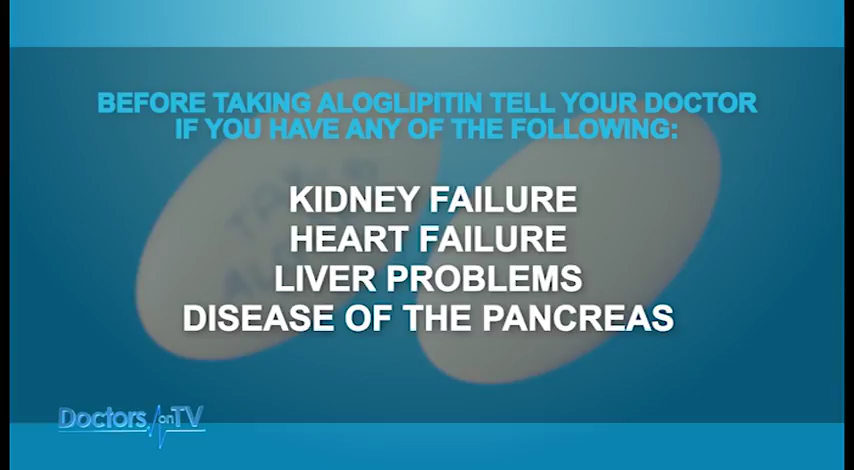 BEFORE TAKING ALOGLIPITIN TELL YOUR DOCTOR
IF YOU HAVE ANY OF THE FOLLOWING:
KIDNEY FAILURE
HEART FAILURE
LIVER PROBLEMS
DISEASE OF THE PANCREAS
Doctors on TV